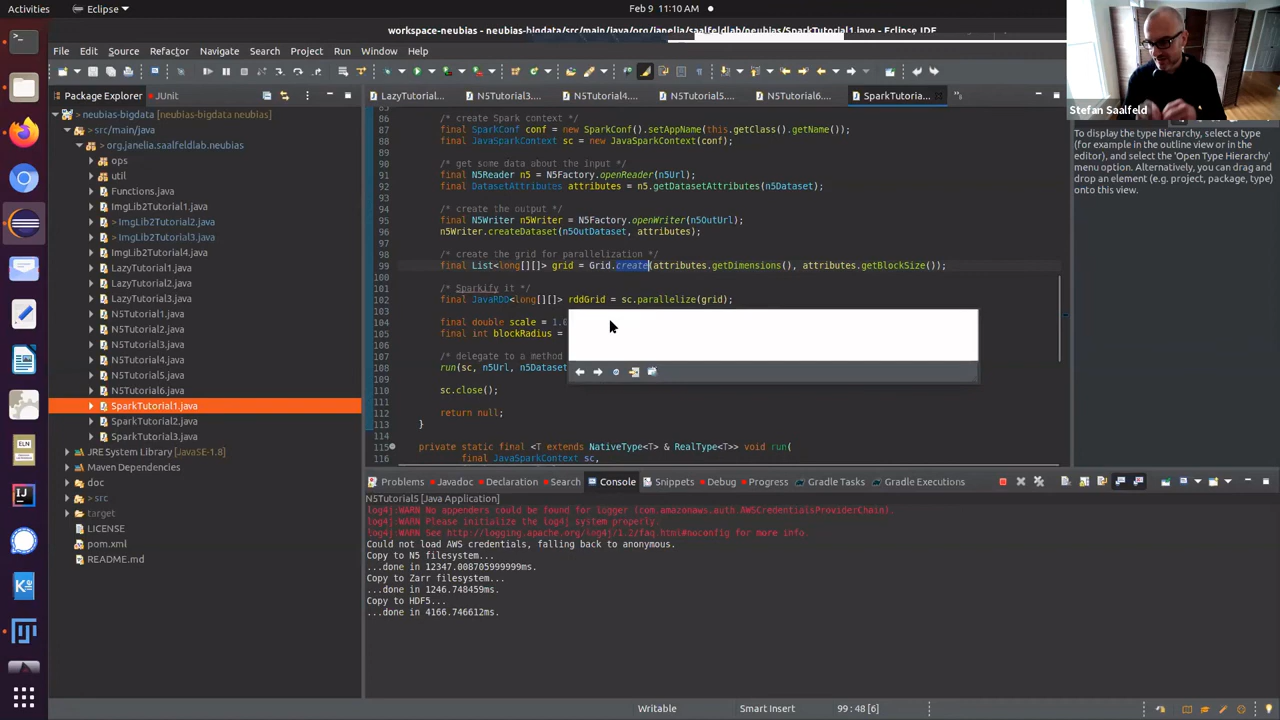 Activities
Eclipse
Feb 9 11:10 AM
workspace-neubias - neubias-bigdata/src/main/java/org/janelia/saalfeldlab/neubias/SparkTutorial1.java - Eclipse IDE
File Edit Source Refactor Navigate Search Project Run Window Help
Stefan Saalfeld
Package Explorer
JUnit
LazyTutorial...
N5Tutorial3....
N5Tutorial4....
N5Tutorial5....
N5Tutorial6....
SparkTutoria...
neubias-bigdata [neubias-bigdata neubias]
src/main/java
org.janelia.saalfeldlab.neubias
ops
util
Functions.java
ImgLib2Tutorial1.java
ImgLib2Tutorial2.java
ImgLib2Tutorial3.java
ImgLib2Tutorial4.java
LazyTutorial1.java
LazyTutorial2.java
LazyTutorial3.java
N5Tutorial1.java
N5Tutorial2.java
N5Tutorial3.java
N5Tutorial4.java
N5Tutorial5.java
N5Tutorial6.java
SparkTutorial1.java
SparkTutorial2.java
SparkTutorial3.java
JRE System Library [JavaSE-1.8]
Maven Dependencies
doc
src
target
LICENSE
pom.xml
README.md
85
86 /* create Spark context */
87 final SparkConf conf = new SparkConf().setAppName(this.getClass().getName());
88 final JavaSparkContext sc = new JavaSparkContext(conf);
89
90 /* get some data about the input */
91 final N5Reader n5 = N5Factory.openReader(n5Url);
92 final DatasetAttributes attributes = n5.getDatasetAttributes(n5Dataset);
93
94 /* create the output */
95 final N5Writer n5Writer = N5Factory.openWriter(n5OutUrl);
96 n5Writer.createDataset(n5OutDataset, attributes);
97
98 /* create the grid for parallelization */
99 final List<long[][]> grid = Grid.create(attributes.getDimensions(), attributes.getBlockSize());
100
101 /* Sparkify it */
102 final JavaRDD<long[][]> rddGrid = sc.parallelize(grid);
103
104 final double scale = 1.0
105 final int blockRadius =
106
107 /* delegate to a method
108 run(sc, n5Url, n5Dataset
109
110 sc.close();
111
112 return null;
113 }
114
115 private static final <T extends NativeType<T> & RealType<T>> void run(
116 final JavaSparkContext sc,
To display the type hierarchy, select a type
(for example in the outline view or in the
editor), and select the 'Open Type Hierarchy'
menu option. Alternatively, you can drag and
drop an element (e.g. project, package, type)
onto this view.
Problems
Javadoc
Declaration
Search
Console
Snippets
Debug
Progress
Gradle Tasks
Gradle Executions
N5Tutorial5 [Java Application]
log4j:WARN No appenders could be found for logger (com.amazonaws.auth.AWSCredentialsProviderChain).
log4j:WARN Please initialize the log4j system properly.
log4j:WARN See http://logging.apache.org/log4j/1.2/faq.html#noconfig for more info.
Could not load AWS credentials, falling back to anonymous.
Copy to N5 filesystem...
...done in 12347.008705999999ms.
Copy to Zarr filesystem...
...done in 1246.748459ms.
Copy to HDF5...
...done in 4166.746612ms.
Writable
Smart Insert
99 : 48 [6]